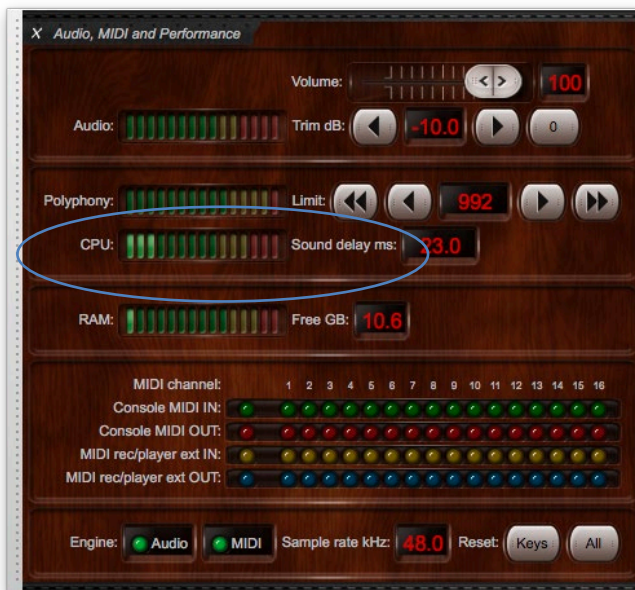 X Audio, MIDI and Performance
Volume: < > 100
Audio: Trim dB: -10.0 0
Polyphony: Limit: 992
CPU: Sound delay ms: 23.0
RAM: Free GB: 10.6
MIDI channel: 1 2 3 4 5 6 7 8 9 10 11 12 13 14 15 16
Console MIDI IN:
Console MIDI OUT:
MIDI rec/player ext IN:
MIDI rec/player ext OUT:
Engine: Audio MIDI Sample rate kHz: 48.0 Reset: Keys All